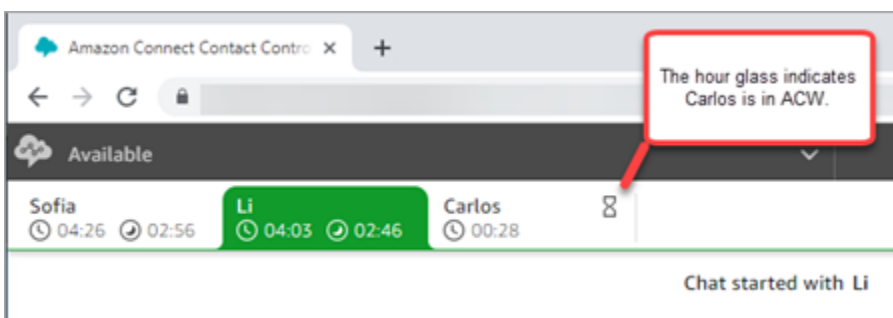 Amazon Connect Contact Contro
The hour glass indicates
Carlos is in ACW.
Available
Sofia
04:26 02:56
Li
04:03 02:46
Carlos
00:28
Chat started with Li